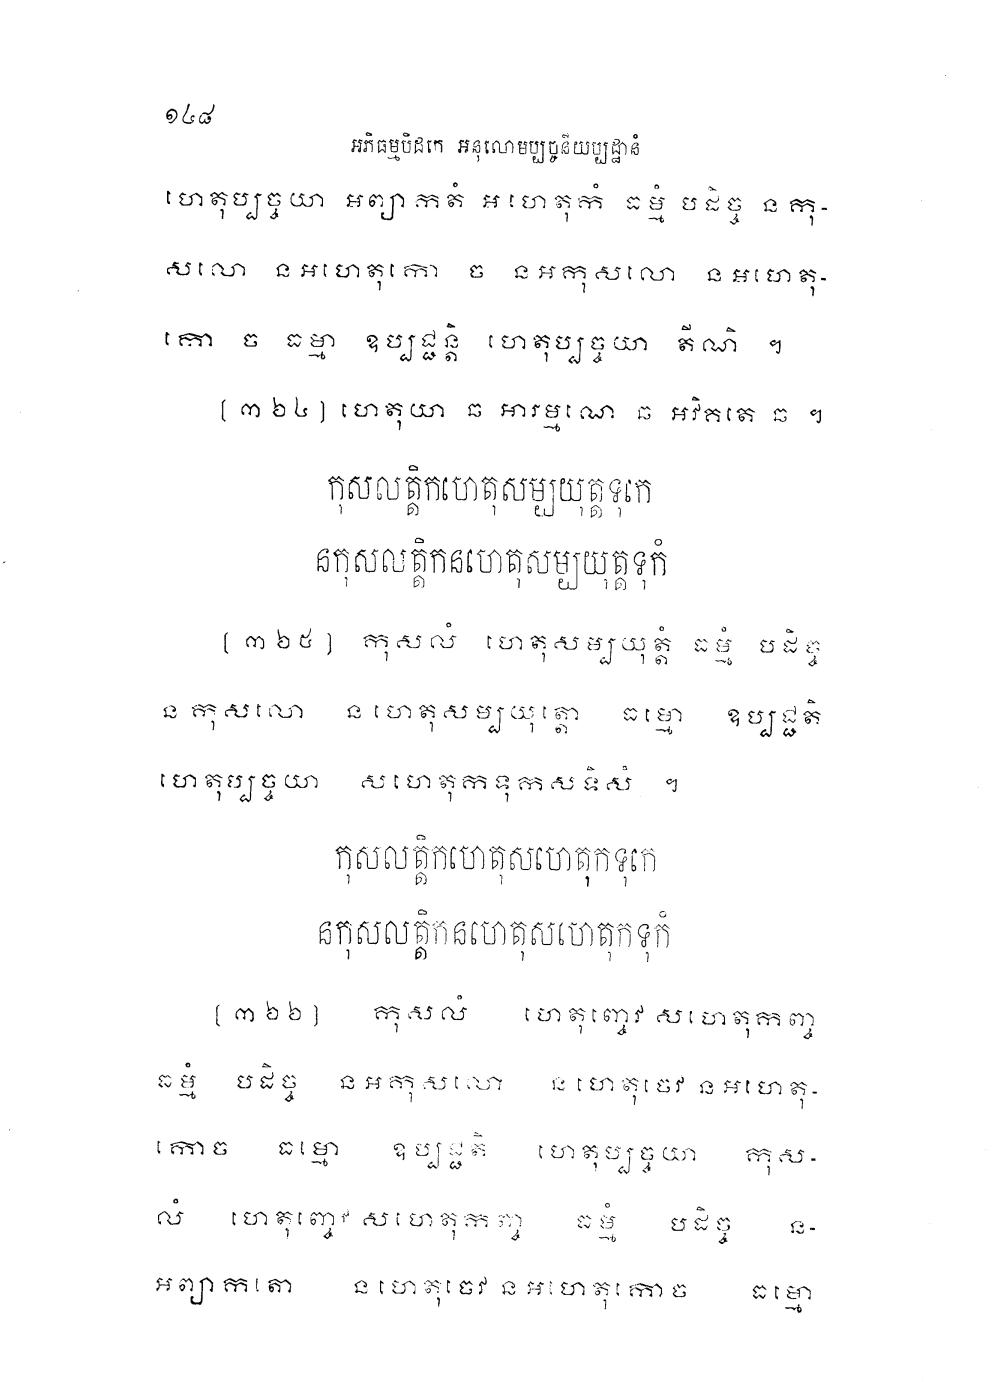 ១៤៨
អភិធម្មបិដកេ អនុលោមប្បច្ចនីយប្បដ្ឋានំ
ហេតុប្បច្ចយា អព្យាកតំ អហេតុកំ ធម្មំ បដិច្ច នកុ-
សលោ នអហេតុកោ ច នអកុសលោ នអហេតុ-
កោ ច ធម្មា ឧប្បជ្ជន្តិ ហេតុប្បច្ចយា តីណិ ។
[៣២៤] ហេតុយា ច អារម្មណេ ច អវិគតេ ច ។
កុសលត្តិកហេតុសម្បយុត្តទុកេ
នកុសលត្តិកនហេតុសម្បយុត្តទុកំ
[៣២៥] កុសលំ ហេតុសម្បយុត្តំ ធម្មំ បដិច្ច
នកុសលោ នហេតុសម្បយុត្តោ ធម្មោ ឧប្បជ្ជតិ
ហេតុប្បច្ចយា សហេតុកទុកសទិសំ ។
កុសលត្តិកហេតុសហេតុកទុកេ
នកុសលត្តិកនហេតុសហេតុកទុកំ
[៣២៦] កុសលំ ហេតុញ្ចេវសហេតុកញ្ច
ធម្មំ បដិច្ច នអកុសលោ នហេតុចេវនអហេតុ-
កោច ធម្មោ ឧប្បជ្ជតិ ហេតុប្បច្ចយា កុស-
លំ ហេតុញ្ចេវសហេតុកញ្ច ធម្មំ បដិច្ច ន-
អព្យាកតោ នហេតុចេវនអហេតុកោច ធម្មោ